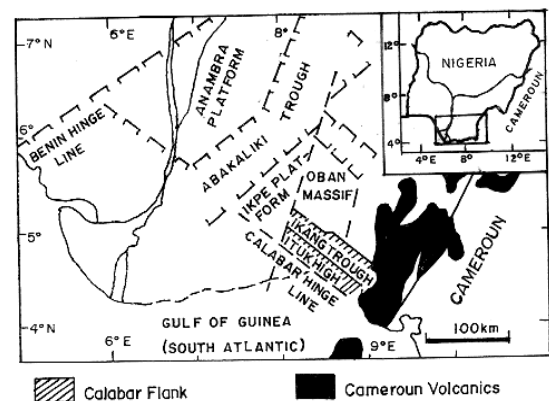 7°N
6°E
8°
6°
5°
4°N
6°E
9°E
BENIN HINGE
LINE
ANAMBRA
PLATFORM
ABAKALIKI
TROUGH
IKPE PLAT-
FORM
OBAN
MASSIF
IKANG TROUGH
ITUK HIGH
CALABAR HINGE
LINE
CAMEROUN
GULF OF GUINEA
(SOUTH ATLANTIC)
100km
12°
8°
4°
4°E
8°E
12°E
NIGERIA
CAMEROUN
Calabar Flank
Cameroun Volcanics